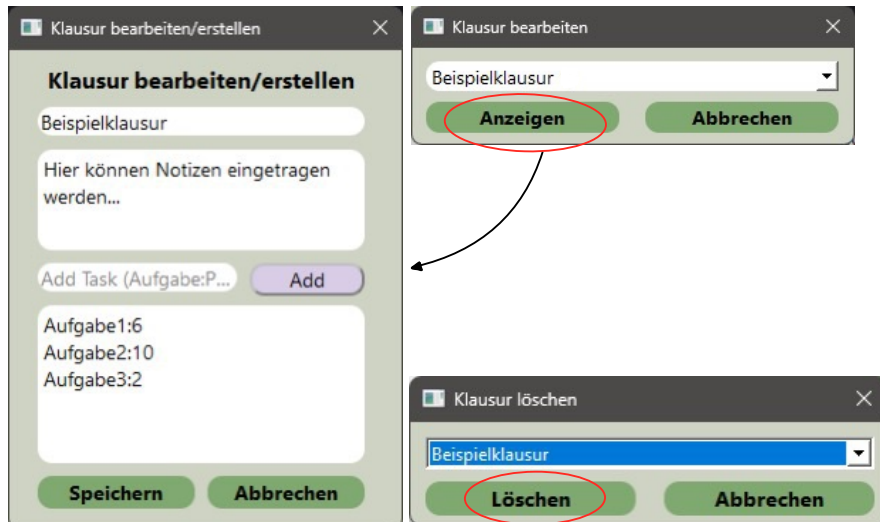 Klausur bearbeiten/erstellen
Klausur bearbeiten/erstellen
Beispielklausur
Hier können Notizen eingetragen
werden...
Add Task (Aufgabe:P...
Add
Aufgabe1:6
Aufgabe2:10
Aufgabe3:2
Speichern
Abbrechen
Klausur bearbeiten
Beispielklausur
Anzeigen
Abbrechen
Klausur löschen
Beispielklausur
Löschen
Abbrechen